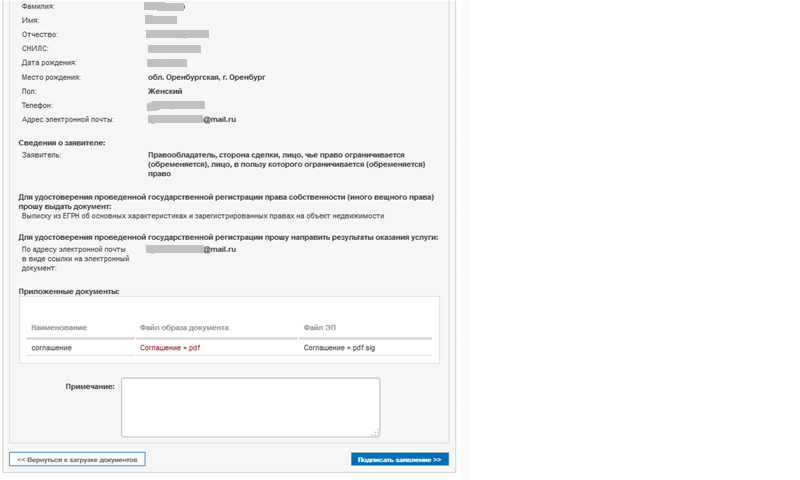 Фамилия:
Имя:
Отчество:
СНИЛС:
Дата рождения:
Место рождения: обл. Оренбургская, г. Оренбург
Пол: Женский
Телефон:
Адрес электронной почты: @mail.ru
Сведения о заявителе:
Заявитель: Правообладатель, сторона сделки, лицо, чье право ограничивается
(обременяется), лицо, в пользу которого ограничивается (обременяется)
право
Для удостоверения проведенной государственной регистрации права собственности (иного вещного права)
прошу выдать документ:
Выписку из ЕГРН об основных характеристиках и зарегистрированных правах на объект недвижимости
Для удостоверения проведенной государственной регистрации прошу направить результаты оказания услуги:
По адресу электронной почты @mail.ru
в виде ссылки на электронный
документ:
Приложенные документы:
Наименование Файл образа документа Файл ЭП
соглашение Соглашение +.pdf Соглашение +.pdf.sig
Примечание:
<< Вернуться к загрузке документов Подписать заявление >>